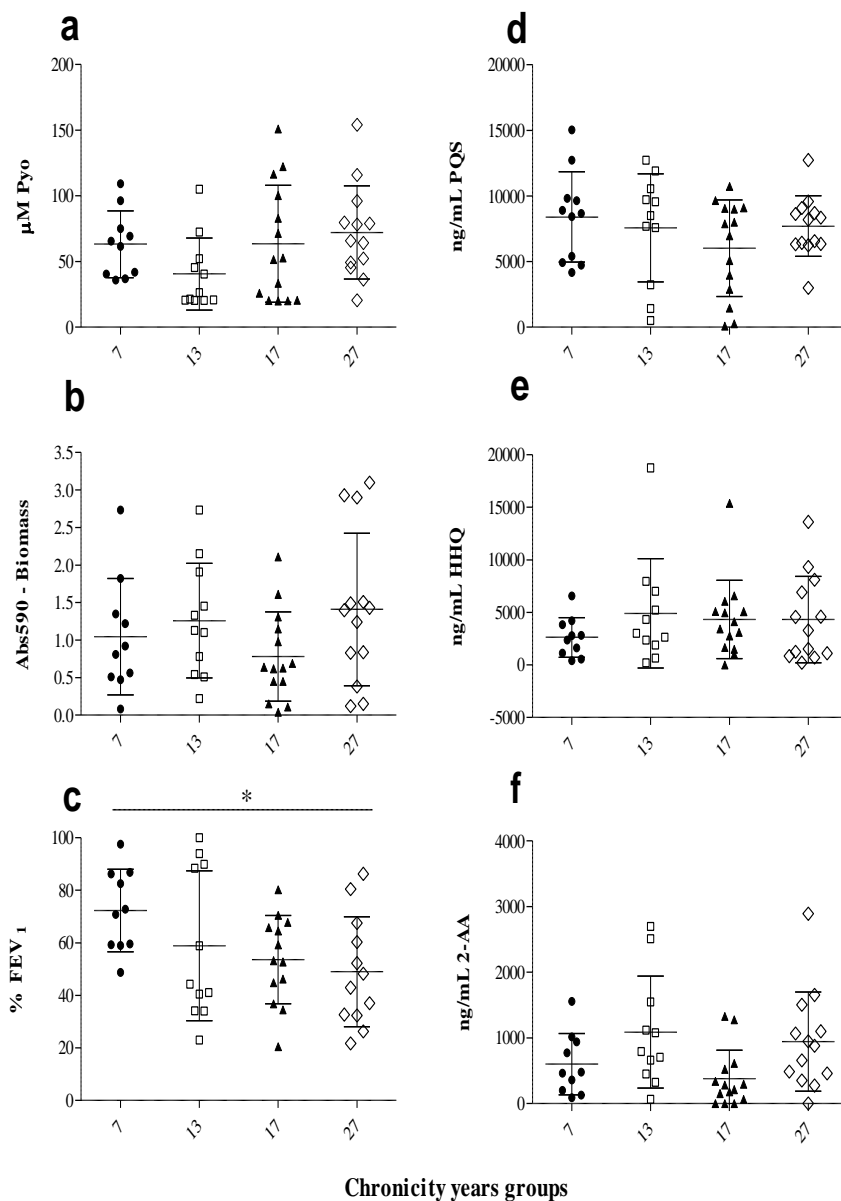 a
200
150
100
50
0
µM Pyo
7 13 17 27
b
3.5
3.0
2.5
2.0
1.5
1.0
0.5
0.0
Abs590 - Biomass
7 13 17 27
c
*
100
80
60
40
20
0
% FEV1
7 13 17 27
d
20000
15000
10000
5000
0
ng/mL PQS
7 13 17 27
e
20000
15000
10000
5000
0
-5000
ng/mL HHQ
7 13 17 27
f
4000
3000
2000
1000
0
ng/mL 2-AA
7 13 17 27
Chronicity years groups